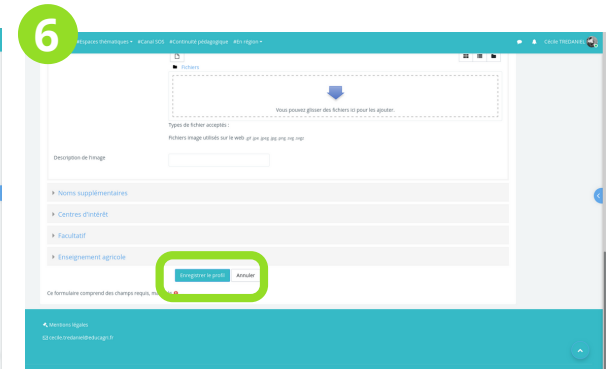 6
#Espaces thématiques #Canal SOS #Continuité pédagogique #En région
Cécile TREDANIEL
Fichiers
Vous pouvez glisser des fichiers ici pour les ajouter.
Types de fichier acceptés :
Fichiers image utilisés sur le web .gif .jpe .jpeg .jpg .png .svg .svgz
Description de l'image
Noms supplémentaires
Centres d'intérêt
Facultatif
Enseignement agricole
Enregistrer le profil Annuler
Ce formulaire comprend des champs requis,
Mentions légales
cecile.tredaniel@educagri.fr